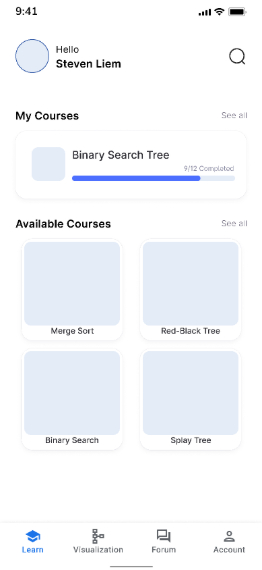 9:41
Hello
Steven Liem
My Courses
See all
Binary Search Tree
9/12 Completed
Available Courses
See all
Merge Sort
Red-Black Tree
Binary Search
Splay Tree
Learn
Visualization
Forum
Account